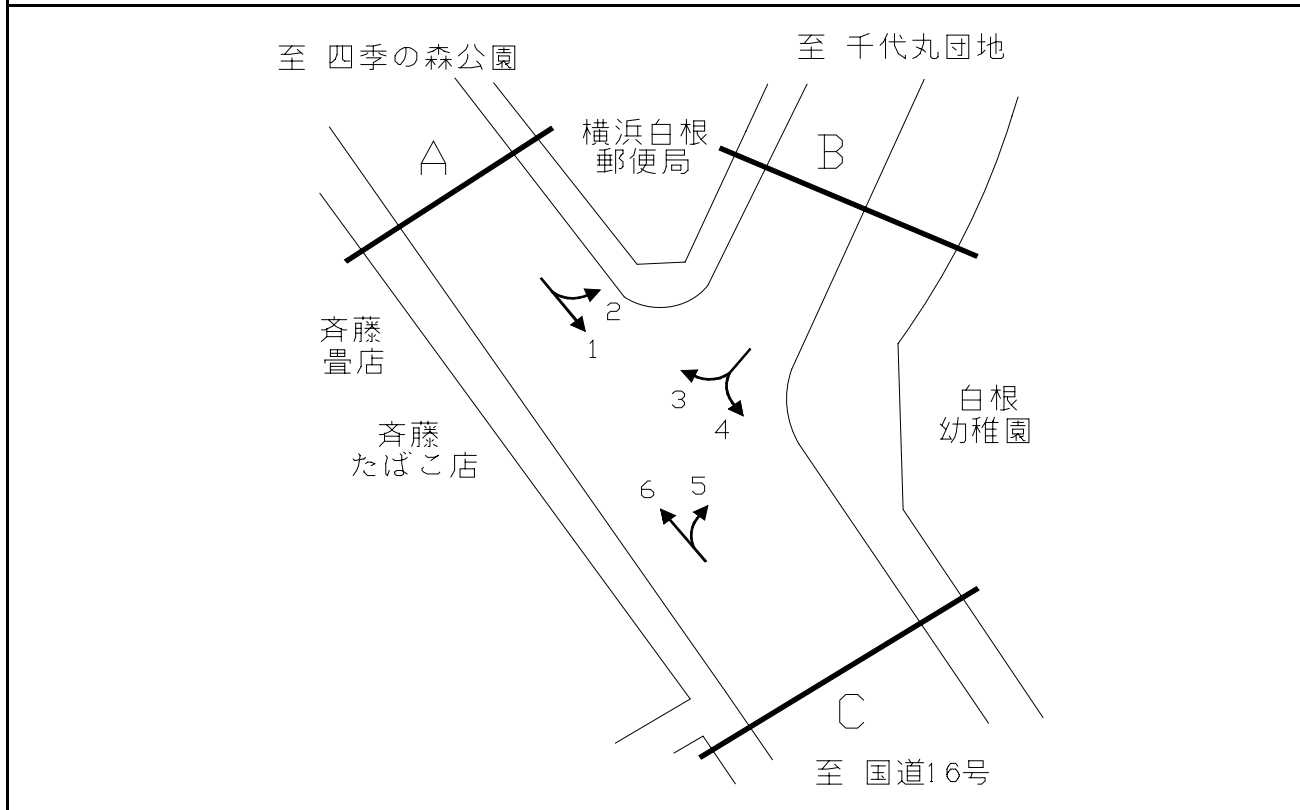 至 四季の森公園
至 千代丸団地
横浜白根
郵便局
A
B
2
1
斉藤
畳店
3
4
白根
幼稚園
斉藤
たばこ店
6
5
C
至 国道16号